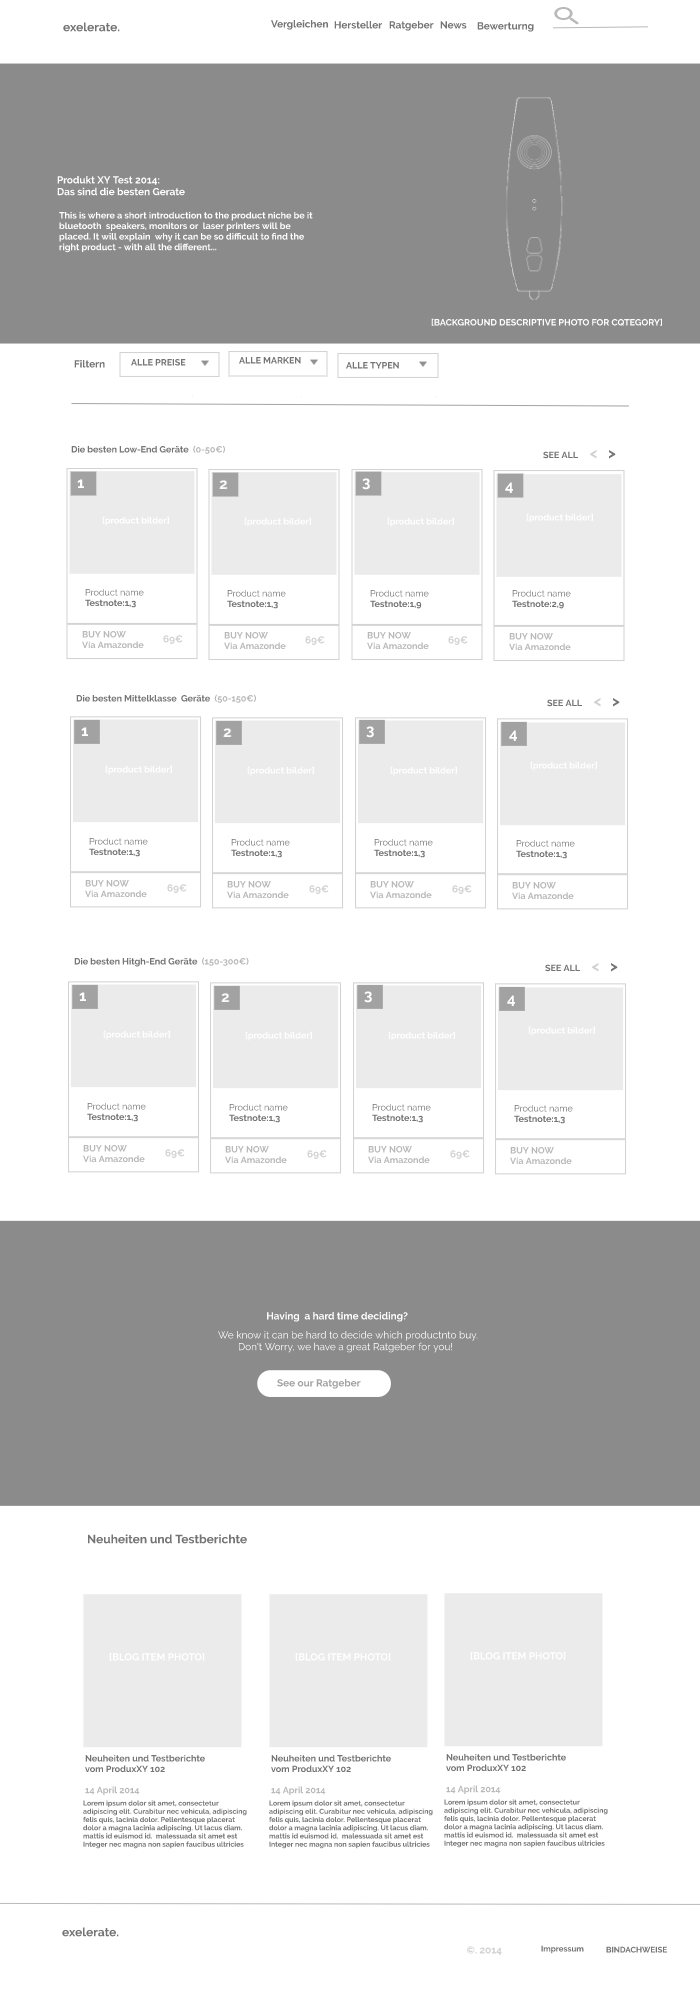 exelerate.
Vergleichen Hersteller Ratgeber News Bewerturng
Produkt XY Test 2014:
Das sind die besten Gerate
This is where a short introduction to the product niche be it
bluetooth speakers, monitors or laser printers will be
placed. It will explain why it can be so difficult to find the
right product - with all the different...
[BACKGROUND DESCRIPTIVE PHOTO FOR CQTEGORY]
Filtern ALLE PREISE ALLE MARKEN ALLE TYPEN
Die besten Low-End Geräte (0-50€) SEE ALL < >
1 2 3 4
[product bilder] [product bilder] [product bilder] [product bilder]
Product name Product name Product name Product name
Testnote:1,3 Testnote:1,3 Testnote:1,9 Testnote:2,9
BUY NOW BUY NOW BUY NOW BUY NOW
Via Amazonde 69€ Via Amazonde 69€ Via Amazonde 69€ Via Amazonde
Die besten Mittelklasse Geräte (50-150€) SEE ALL < >
1 2 3 4
[product bilder] [product bilder] [product bilder] [product bilder]
Product name Product name Product name Product name
Testnote:1,3 Testnote:1,3 Testnote:1,3 Testnote:1,3
BUY NOW BUY NOW BUY NOW BUY NOW
Via Amazonde 69€ Via Amazonde 69€ Via Amazonde 69€ Via Amazonde
Die besten Hitgh-End Geräte (150-300€) SEE ALL < >
1 2 3 4
[product bilder] [product bilder] [product bilder] [product bilder]
Product name Product name Product name Product name
Testnote:1,3 Testnote:1,3 Testnote:1,3 Testnote:1,3
BUY NOW BUY NOW BUY NOW BUY NOW
Via Amazonde 69€ Via Amazonde 69€ Via Amazonde 69€ Via Amazonde
Having a hard time deciding?
We know it can be hard to decide which productnto buy.
Don't Worry, we have a great Ratgeber for you!
See our Ratgeber
Neuheiten und Testberichte
[BLOG ITEM PHOTO] [BLOG ITEM PHOTO] [BLOG ITEM PHOTO]
Neuheiten und Testberichte
vom ProduxXY 102
14 April 2014
Lorem ipsum dolor sit amet, consectetur
adipiscing elit. Curabitur nec vehicula, adipiscing
felis quis, lacinia dolor. Pellentesque placerat
dolor a magna lacinia adipiscing. Ut lacus diam.
mattis id euismod id. malessuada sit amet est
Integer nec magna non sapien faucibus ultricies
Neuheiten und Testberichte
vom ProduxXY 102
14 April 2014
Lorem ipsum dolor sit amet, consectetur
adipiscing elit. Curabitur nec vehicula, adipiscing
felis quis, lacinia dolor. Pellentesque placerat
dolor a magna lacinia adipiscing. Ut lacus diam.
mattis id euismod id. malessuada sit amet est
Integer nec magna non sapien faucibus ultricies
Neuheiten und Testberichte
vom ProduxXY 102
14 April 2014
Lorem ipsum dolor sit amet, consectetur
adipiscing elit. Curabitur nec vehicula, adipiscing
felis quis, lacinia dolor. Pellentesque placerat
dolor a magna lacinia adipiscing. Ut lacus diam.
mattis id euismod id. malessuada sit amet est
Integer nec magna non sapien faucibus ultricies
exelerate.
©. 2014 Impressum BINDACHWEISE